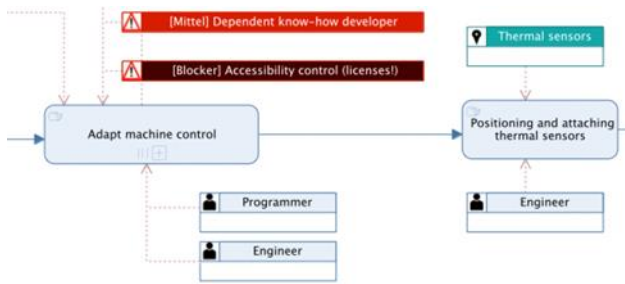 [Mittel] Dependent know-how developer
Thermal sensors
[Blocker] Accessibility control (licenses!)
Adapt machine control
Positioning and attaching
thermal sensors
Programmer
Engineer
Engineer